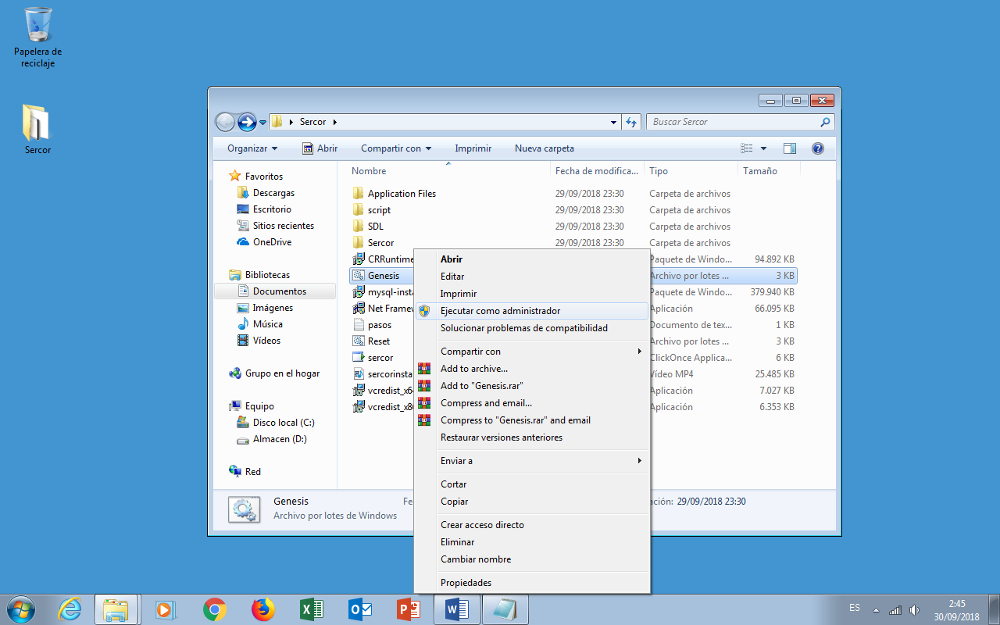 Papelera de
reciclaje
Sercor
Sercor
Buscar Sercor
Organizar Abrir Compartir con Imprimir Nueva carpeta
Nombre Fecha de modifica... Tipo Tamaño
Favoritos
Descargas
Escritorio
Sitios recientes
OneDrive
Bibliotecas
Documentos
Imágenes
Música
Vídeos
Grupo en el hogar
Equipo
Disco local (C:)
Almacen (D:)
Red
Application Files 29/09/2018 23:30 Carpeta de archivos
script 29/09/2018 23:30 Carpeta de archivos
SDL 29/09/2018 23:30 Carpeta de archivos
Sercor 29/09/2018 23:30 Carpeta de archivos
CRRuntime Paquete de Windo... 94.892 KB
Genesis Archivo por lotes ... 3 KB
mysql-insta Paquete de Windo... 379.940 KB
Net Framew Aplicación 66.095 KB
pasos Documento de tex... 1 KB
Reset Archivo por lotes ... 3 KB
sercor ClickOnce Applica... 6 KB
sercorinsta Vídeo MP4 25.485 KB
vcredist_x64 Aplicación 7.027 KB
vcredist_x86 Aplicación 6.353 KB
Abrir
Editar
Imprimir
Ejecutar como administrador
Solucionar problemas de compatibilidad
Compartir con
Add to archive...
Add to "Genesis.rar"
Compress and email...
Compress to "Genesis.rar" and email
Restaurar versiones anteriores
Enviar a
Cortar
Copiar
Crear acceso directo
Eliminar
Cambiar nombre
Propiedades
Genesis Fe ación: 29/09/2018 23:30
Archivo por lotes de Windows
ES
2:45
30/09/2018